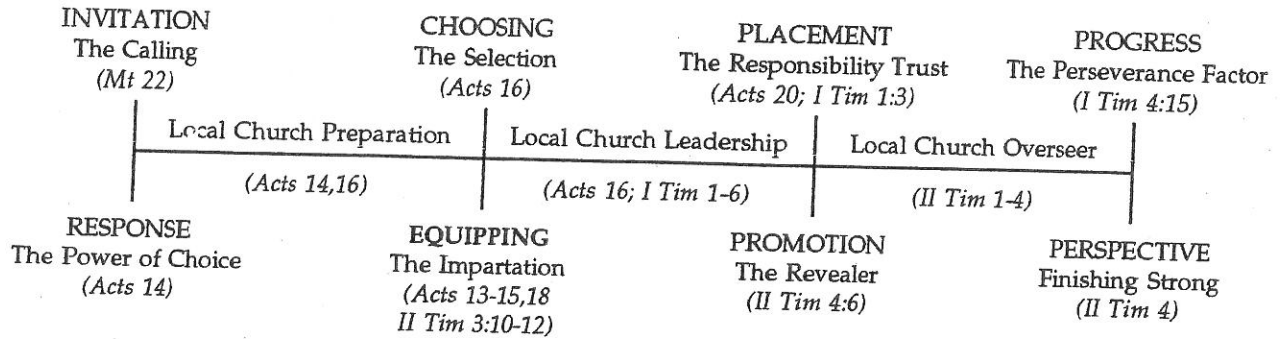 INVITATION
The Calling
(Mt 22)
CHOOSING
The Selection
(Acts 16)
PLACEMENT
The Responsibility Trust
(Acts 20; I Tim 1:3)
PROGRESS
The Perseverance Factor
(I Tim 4:15)
Local Church Preparation
Local Church Leadership
Local Church Overseer
(Acts 14,16)
(Acts 16; I Tim 1-6)
(II Tim 1-4)
RESPONSE
The Power of Choice
(Acts 14)
EQUIPPING
The Impartation
(Acts 13-15,18
II Tim 3:10-12)
PROMOTION
The Revealer
(II Tim 4:6)
PERSPECTIVE
Finishing Strong
(II Tim 4)